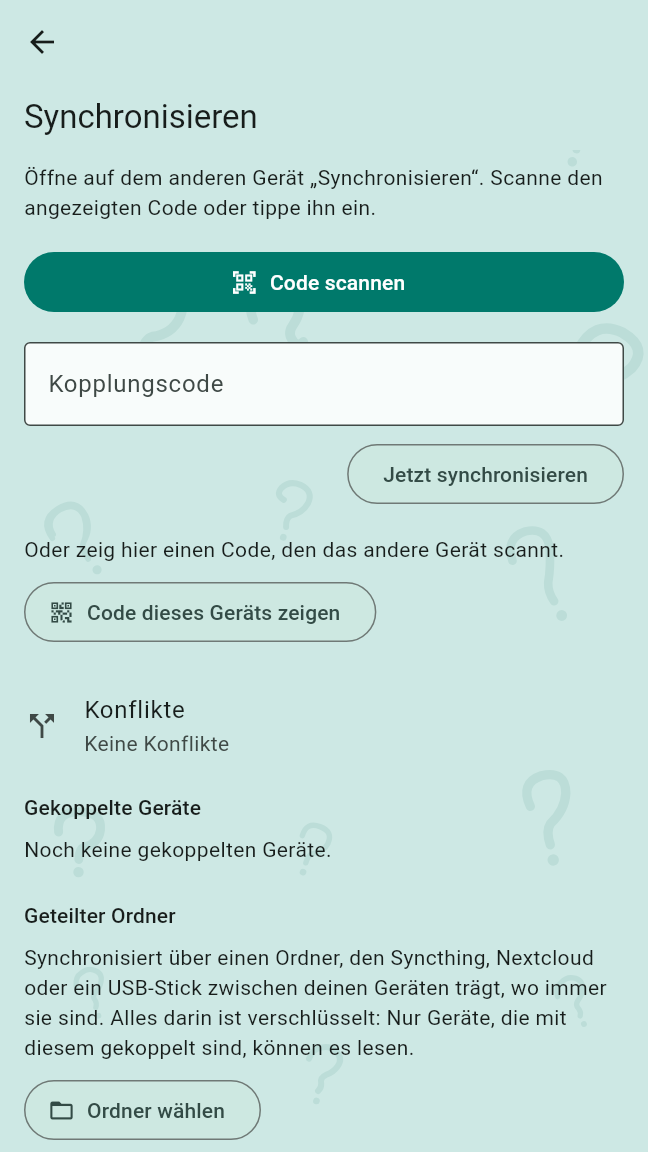 Synchronisieren
Öffne auf dem anderen Gerät „Synchronisieren“. Scanne den
angezeigten Code oder tippe ihn ein.
Code scannen
Kopplungscode
Jetzt synchronisieren
Oder zeig hier einen Code, den das andere Gerät scannt.
Code dieses Geräts zeigen
Konflikte
Keine Konflikte
Gekoppelte Geräte
Noch keine gekoppelten Geräte.
Geteilter Ordner
Synchronisiert über einen Ordner, den Syncthing, Nextcloud
oder ein USB-Stick zwischen deinen Geräten trägt, wo immer
sie sind. Alles darin ist verschlüsselt: Nur Geräte, die mit
diesem gekoppelt sind, können es lesen.
Ordner wählen